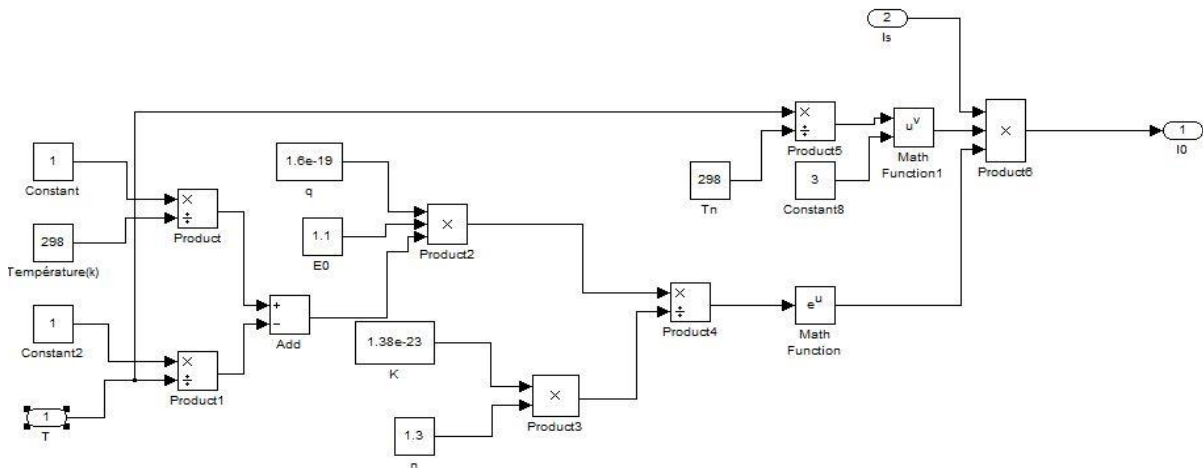 2
Is
×
÷
Product5
u^v
Math
Function1
×
Product6
1
I0
1
Constant
1.6e-19
q
298
Tn
3
Constant8
×
÷
Product
298
Température(k)
1.1
E0
×
Product2
+
−
Add
×
÷
Product4
e^u
Math
Function
1
Constant2
1.38e-23
K
×
÷
Product1
×
Product3
1
T
1.3